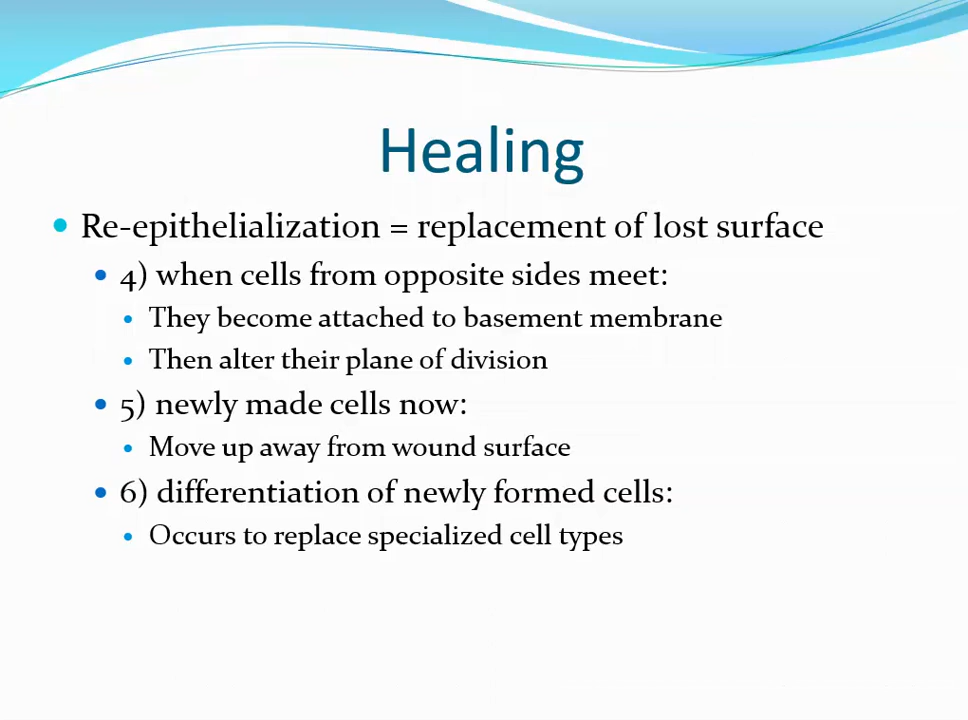 Healing
Re-epithelialization = replacement of lost surface
4) when cells from opposite sides meet:
They become attached to basement membrane
Then alter their plane of division
5) newly made cells now:
Move up away from wound surface
6) differentiation of newly formed cells:
Occurs to replace specialized cell types